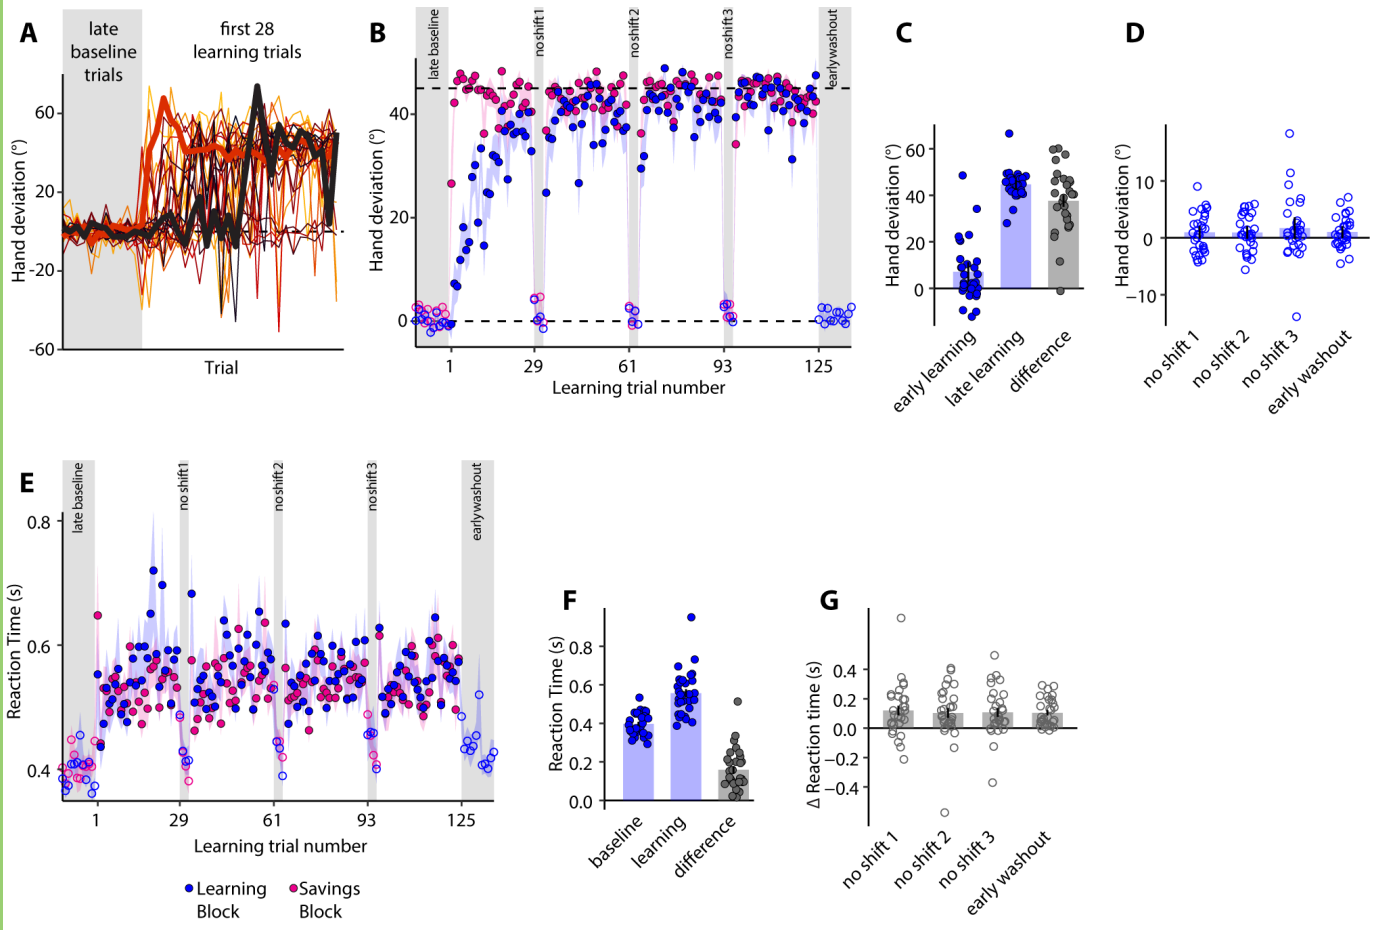 A
late
baseline
trials
first 28
learning trials
Hand deviation (°)
60
20
-20
-60
Trial
B
late baseline
no shift 1
no shift 2
no shift 3
early washout
Hand deviation (°)
40
20
0
1
29
61
93
125
Learning trial number
C
Hand deviation (°)
60
40
20
0
early learning
late learning
difference
D
Hand deviation (°)
10
0
−10
no shift 1
no shift 2
no shift 3
early washout
E
late baseline
no shift 1
no shift 2
no shift 3
early washout
Reaction Time (s)
0.8
0.6
0.4
1
29
61
93
125
Learning trial number
Learning
Block
Savings
Block
F
Reaction Time (s)
0.8
0.6
0.4
0.2
0.0
baseline
learning
difference
G
Δ Reaction time (s)
0.4
0.2
0.0
−0.2
−0.4
no shift 1
no shift 2
no shift 3
early washout